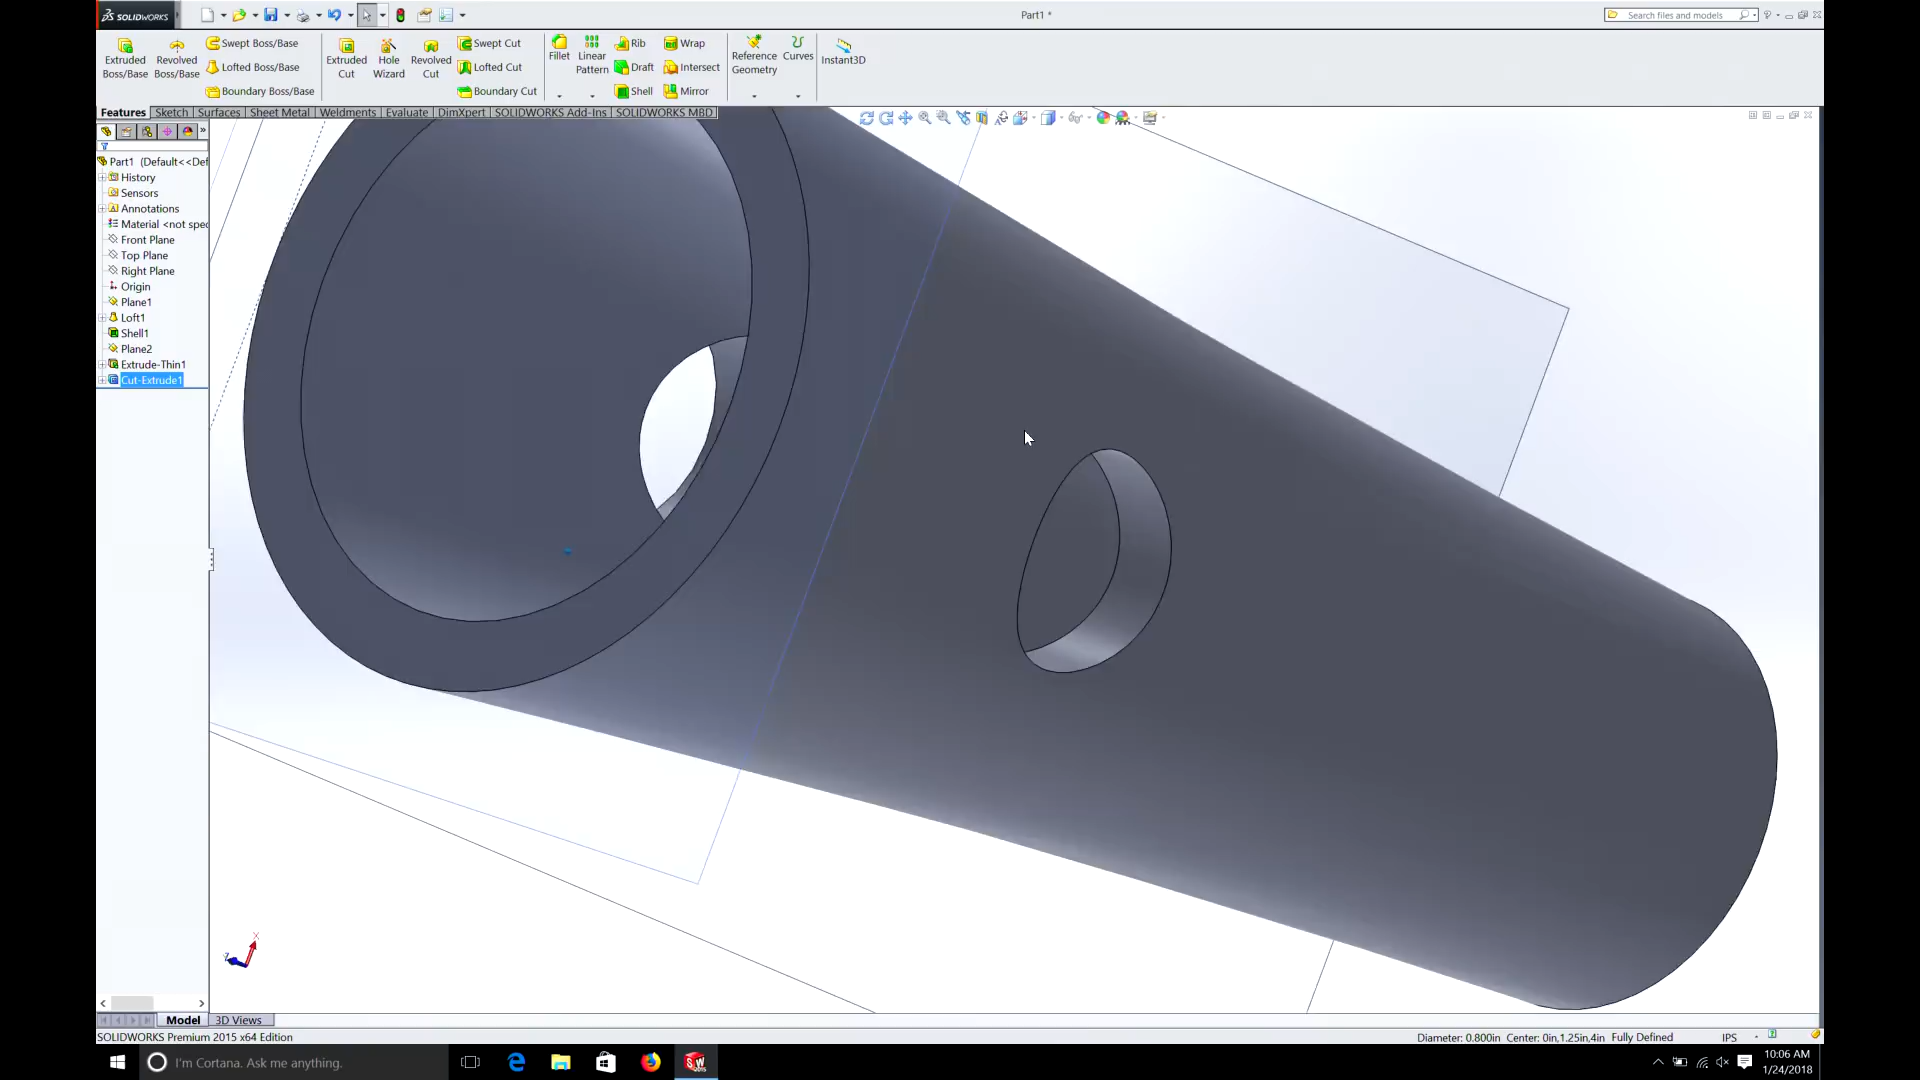 SOLIDWORKS
Part1 *
Search files and models
Extruded Boss/Base
Revolved Boss/Base
Swept Boss/Base
Lofted Boss/Base
Boundary Boss/Base
Extruded Cut
Hole Wizard
Revolved Cut
Swept Cut
Lofted Cut
Boundary Cut
Fillet
Linear Pattern
Rib
Draft
Shell
Wrap
Intersect
Mirror
Reference Geometry
Curves
Instant3D
Features
Sketch
Surfaces
Sheet Metal
Weldments
Evaluate
DimXpert
SOLIDWORKS Add-Ins
SOLIDWORKS MBD
Part1 (Default<<Def
History
Sensors
Annotations
Material <not spec
Front Plane
Top Plane
Right Plane
Origin
Plane1
Loft1
Shell1
Plane2
Extrude-Thin1
Cut-Extrude1
X
Z
Model
3D Views
SOLIDWORKS Premium 2015 x64 Edition
Diameter: 0.800in Center: 0in,1.25in,4in Fully Defined
IPS
I'm Cortana. Ask me anything.
10:06 AM
1/24/2018